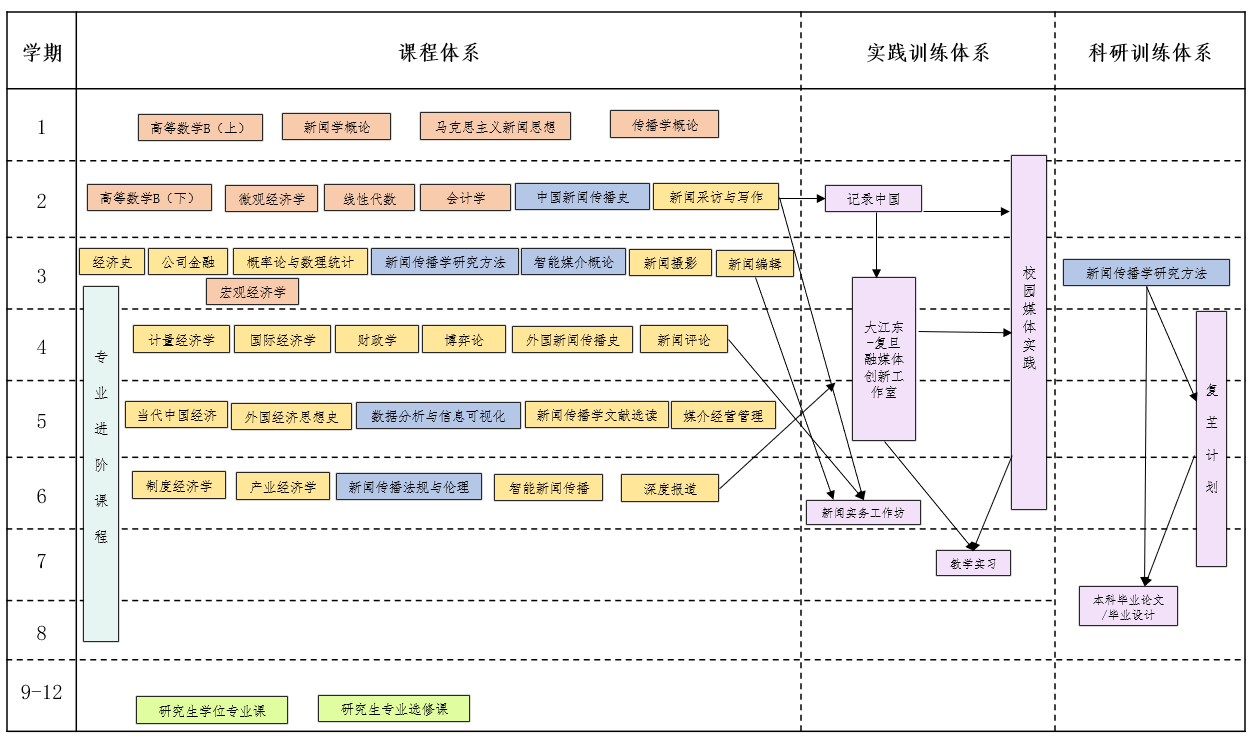 学期
课程体系
实践训练体系
科研训练体系
1
高等数学B（上）
新闻学概论
马克思主义新闻思想
传播学概论
2
高等数学B（下）
微观经济学
线性代数
会计学
中国新闻传播史
新闻采访与写作
记录中国
3
经济史
公司金融
概率论与数理统计
新闻传播学研究方法
智能媒介概论
新闻摄影
新闻编辑
宏观经济学
新闻传播学研究方法
校园媒体实践
大江东
-复旦
融媒体
创新工
作室
专业进阶课程
4
计量经济学
国际经济学
财政学
博弈论
外国新闻传播史
新闻评论
复芏计划
5
当代中国经济
外国经济思想史
数据分析与信息可视化
新闻传播学文献选读
媒介经营管理
6
制度经济学
产业经济学
新闻传播法规与伦理
智能新闻传播
深度报道
新闻实务工作坊
7
教学实习
8
本科毕业论文
/毕业设计
9-12
研究生学位专业课
研究生专业选修课